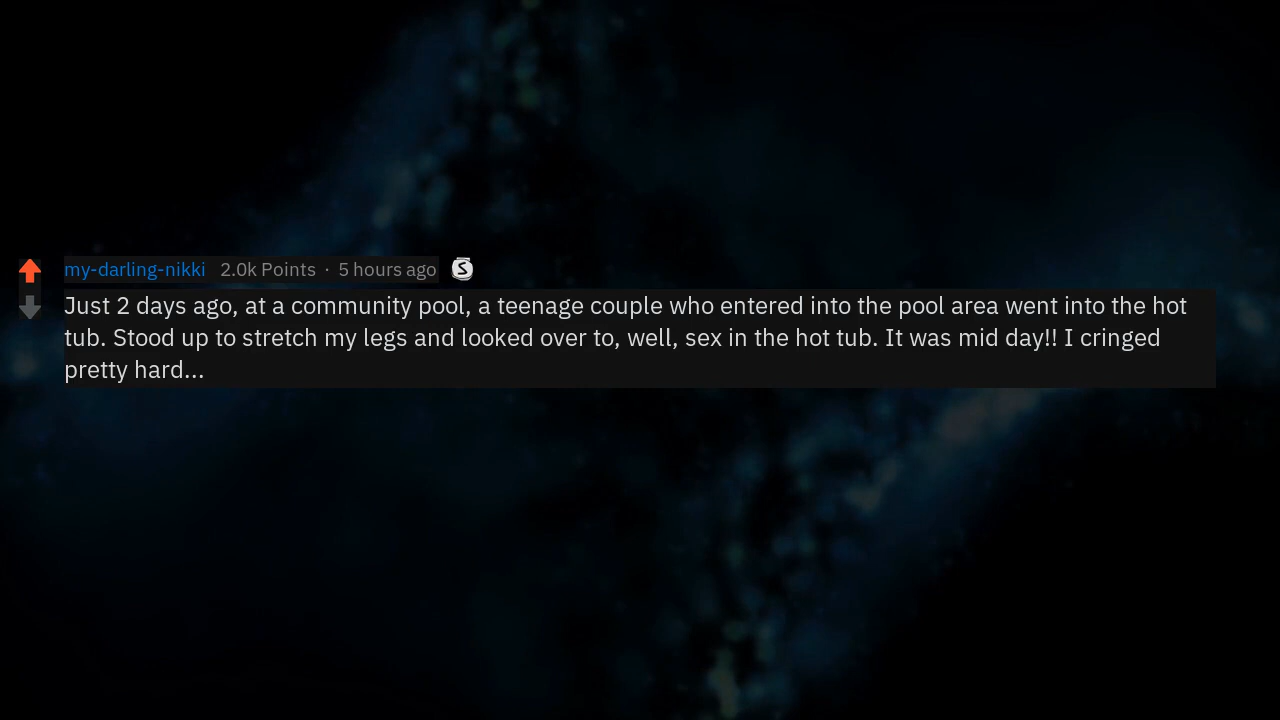 my-darling-nikki 2.0k Points · 5 hours ago
Just 2 days ago, at a community pool, a teenage couple who entered into the pool area went into the hot
tub. Stood up to stretch my legs and looked over to, well, sex in the hot tub. It was mid day!! I cringed
pretty hard...